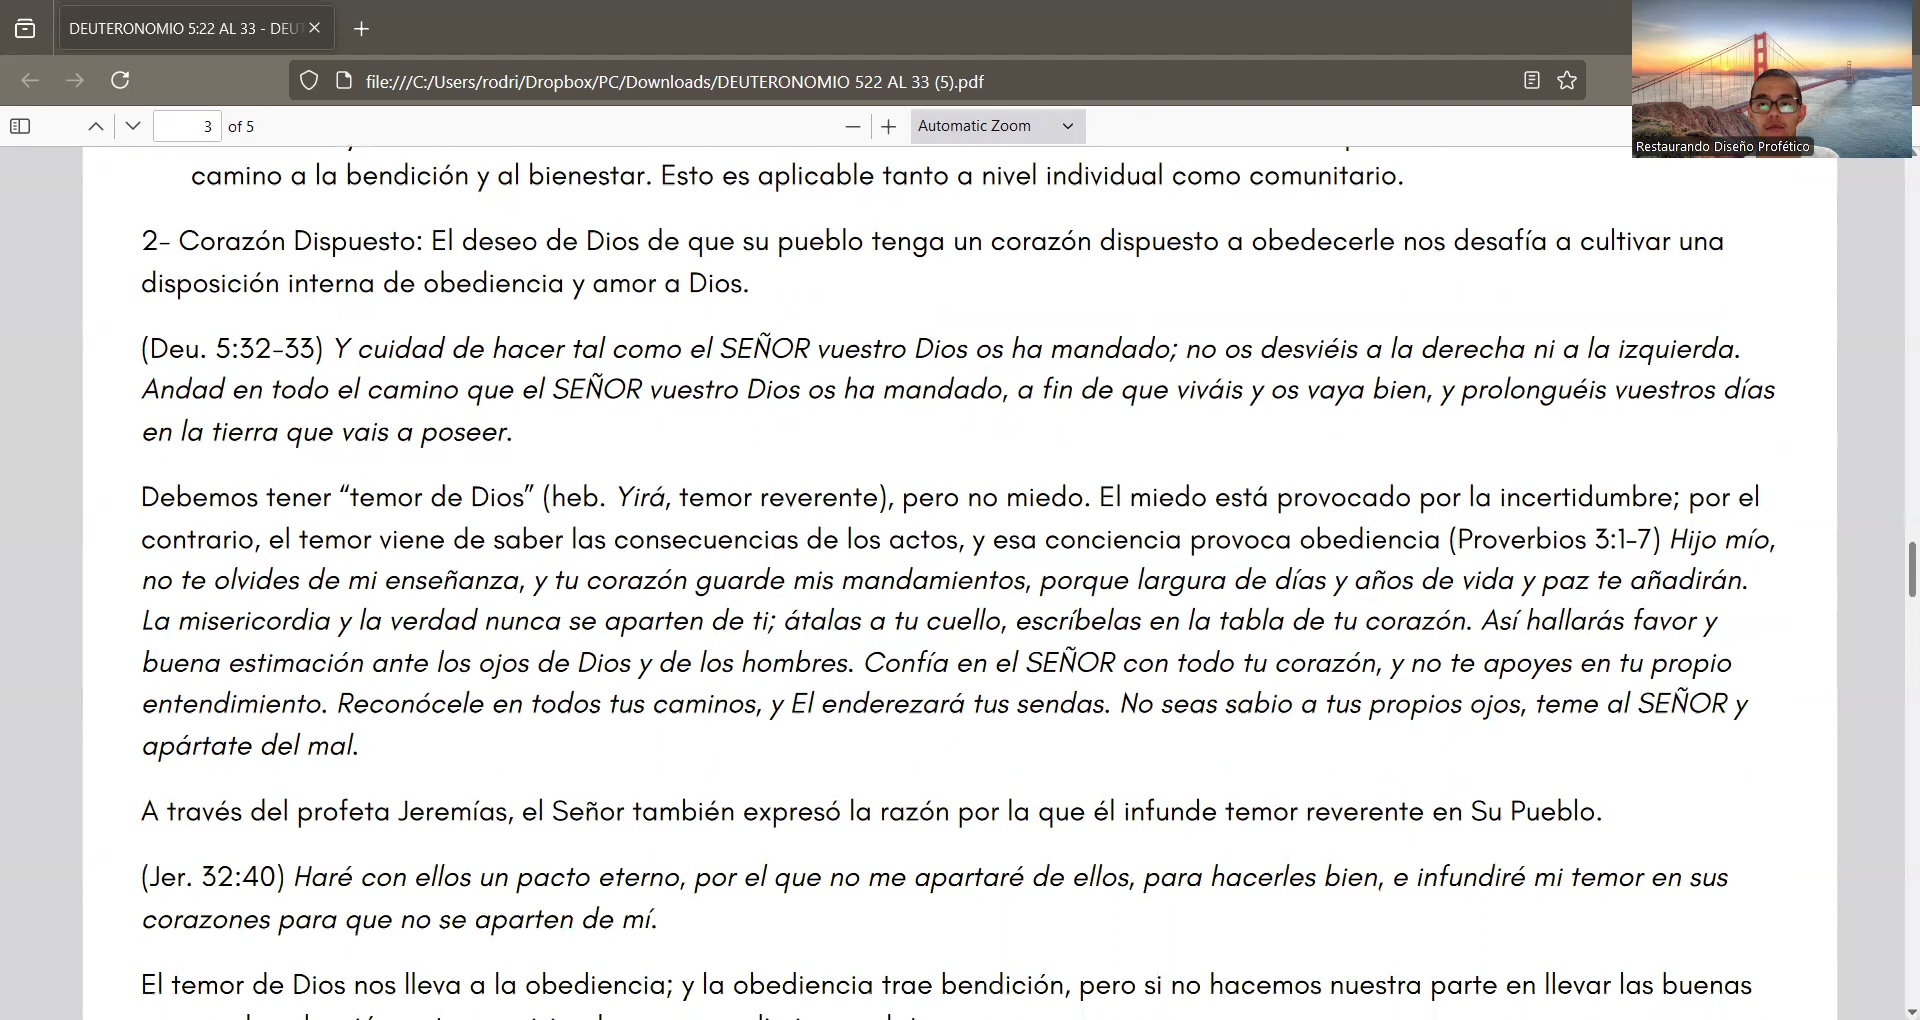 DEUTERONOMIO 5:22 AL 33 - DEUT
file:///C:/Users/rodri/Dropbox/PC/Downloads/DEUTERONOMIO 522 AL 33 (5).pdf
3 of 5
Automatic Zoom
Restaurando Diseño Profético
camino a la bendición y al bienestar. Esto es aplicable tanto a nivel individual como comunitario.
2- Corazón Dispuesto: El deseo de Dios de que su pueblo tenga un corazón dispuesto a obedecerle nos desafía a cultivar una
disposición interna de obediencia y amor a Dios.
(Deu. 5:32-33) Y cuidad de hacer tal como el SEÑOR vuestro Dios os ha mandado; no os desviéis a la derecha ni a la izquierda.
Andad en todo el camino que el SEÑOR vuestro Dios os ha mandado, a fin de que viváis y os vaya bien, y prolonguéis vuestros días
en la tierra que vais a poseer.
Debemos tener “temor de Dios” (heb. Yirá, temor reverente), pero no miedo. El miedo está provocado por la incertidumbre; por el
contrario, el temor viene de saber las consecuencias de los actos, y esa conciencia provoca obediencia (Proverbios 3:1-7) Hijo mío,
no te olvides de mi enseñanza, y tu corazón guarde mis mandamientos, porque largura de días y años de vida y paz te añadirán.
La misericordia y la verdad nunca se aparten de ti; átalas a tu cuello, escríbelas en la tabla de tu corazón. Así hallarás favor y
buena estimación ante los ojos de Dios y de los hombres. Confía en el SEÑOR con todo tu corazón, y no te apoyes en tu propio
entendimiento. Reconócele en todos tus caminos, y El enderezará tus sendas. No seas sabio a tus propios ojos, teme al SEÑOR y
apártate del mal.
A través del profeta Jeremías, el Señor también expresó la razón por la que él infunde temor reverente en Su Pueblo.
(Jer. 32:40) Haré con ellos un pacto eterno, por el que no me apartaré de ellos, para hacerles bien, e infundiré mi temor en sus
corazones para que no se aparten de mí.
El temor de Dios nos lleva a la obediencia; y la obediencia trae bendición, pero si no hacemos nuestra parte en llevar las buenas